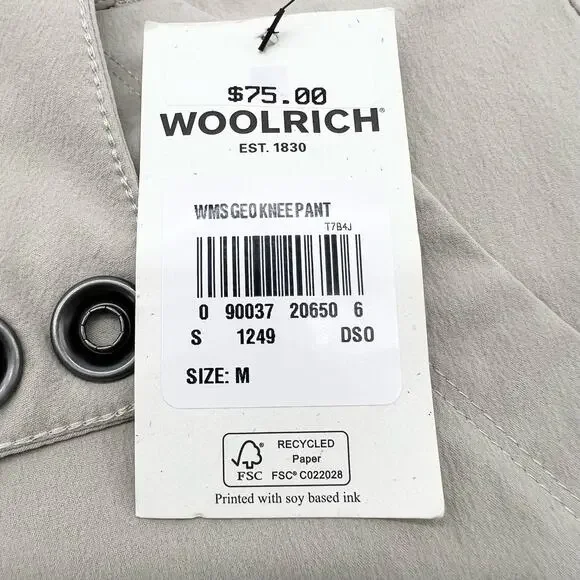 $75.00
WOOLRICH®
EST. 1830
WMS GEO KNEE PANT
T7B4J
0 90037 20650 6
S 1249 DSO
SIZE: M
FSC
RECYCLED
Paper
FSC® C022028
Printed with soy based ink